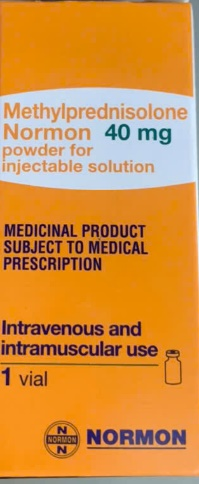 Methylprednisolone
Normon 40 mg
powder for
injectable solution
MEDICINAL PRODUCT
SUBJECT TO MEDICAL
PRESCRIPTION
Intravenous and
intramuscular use
1 vial
N
NORMON
N
NORMON